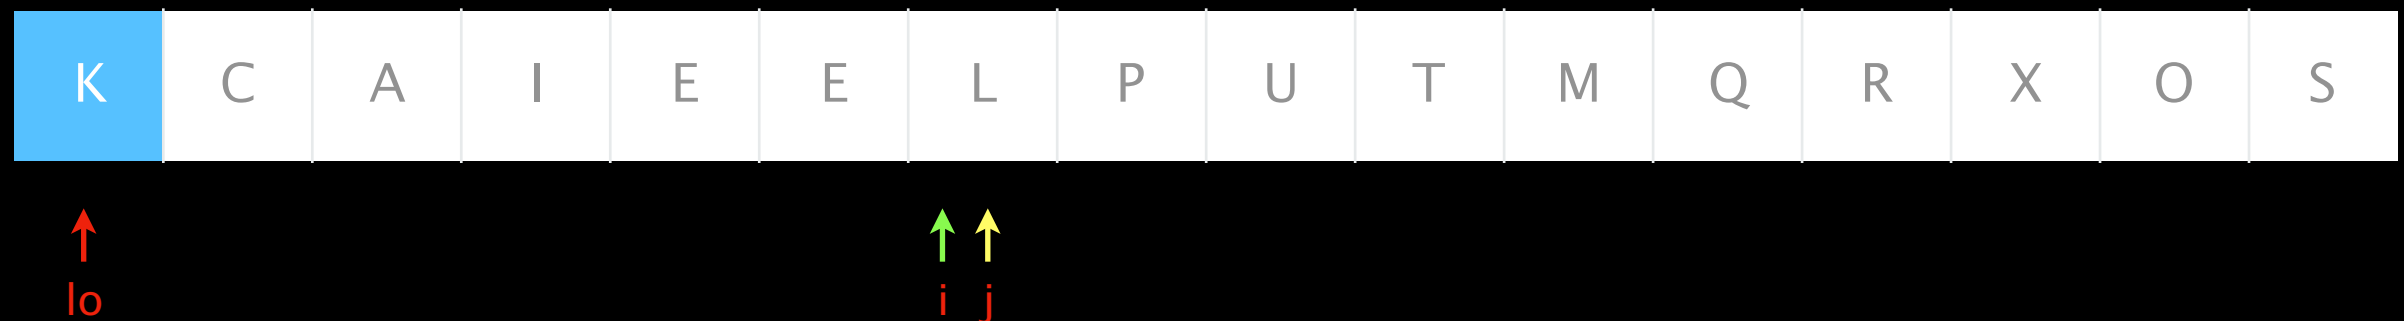 K C A I E E L P U T M Q R X O S
lo i j